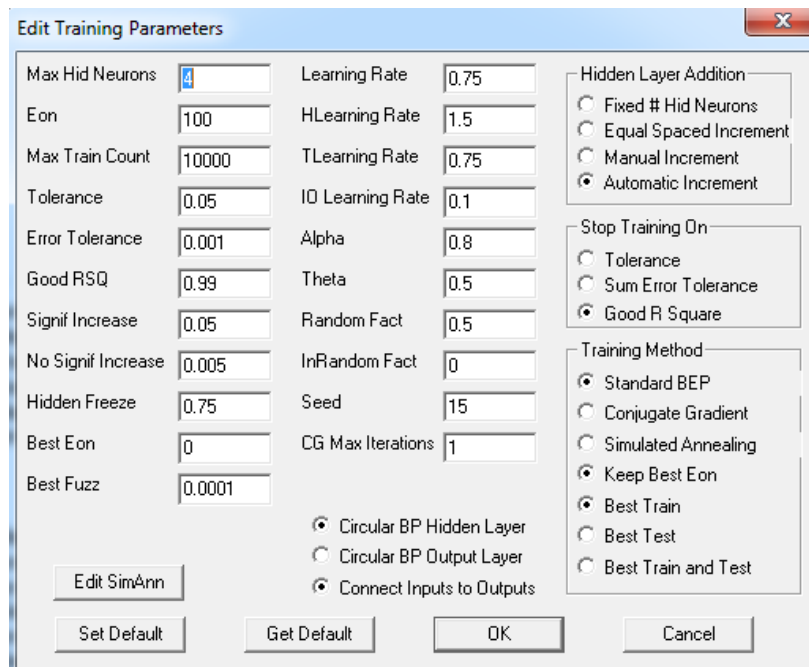 Edit Training Parameters
x
Max Hid Neurons 4
Eon 100
Max Train Count 10000
Tolerance 0.05
Error Tolerance 0.001
Good RSQ 0.99
Signif Increase 0.05
No Signif Increase 0.005
Hidden Freeze 0.75
Best Eon 0
Best Fuzz 0.0001
Learning Rate 0.75
HLearning Rate 1.5
TLearning Rate 0.75
IO Learning Rate 0.1
Alpha 0.8
Theta 0.5
Random Fact 0.5
InRandom Fact 0
Seed 15
CG Max Iterations 1
Circular BP Hidden Layer
Circular BP Output Layer
Connect Inputs to Outputs
Hidden Layer Addition
Fixed # Hid Neurons
Equal Spaced Increment
Manual Increment
Automatic Increment
Stop Training On
Tolerance
Sum Error Tolerance
Good R Square
Training Method
Standard BEP
Conjugate Gradient
Simulated Annealing
Keep Best Eon
Best Train
Best Test
Best Train and Test
Edit SimAnn
Set Default
Get Default
OK
Cancel